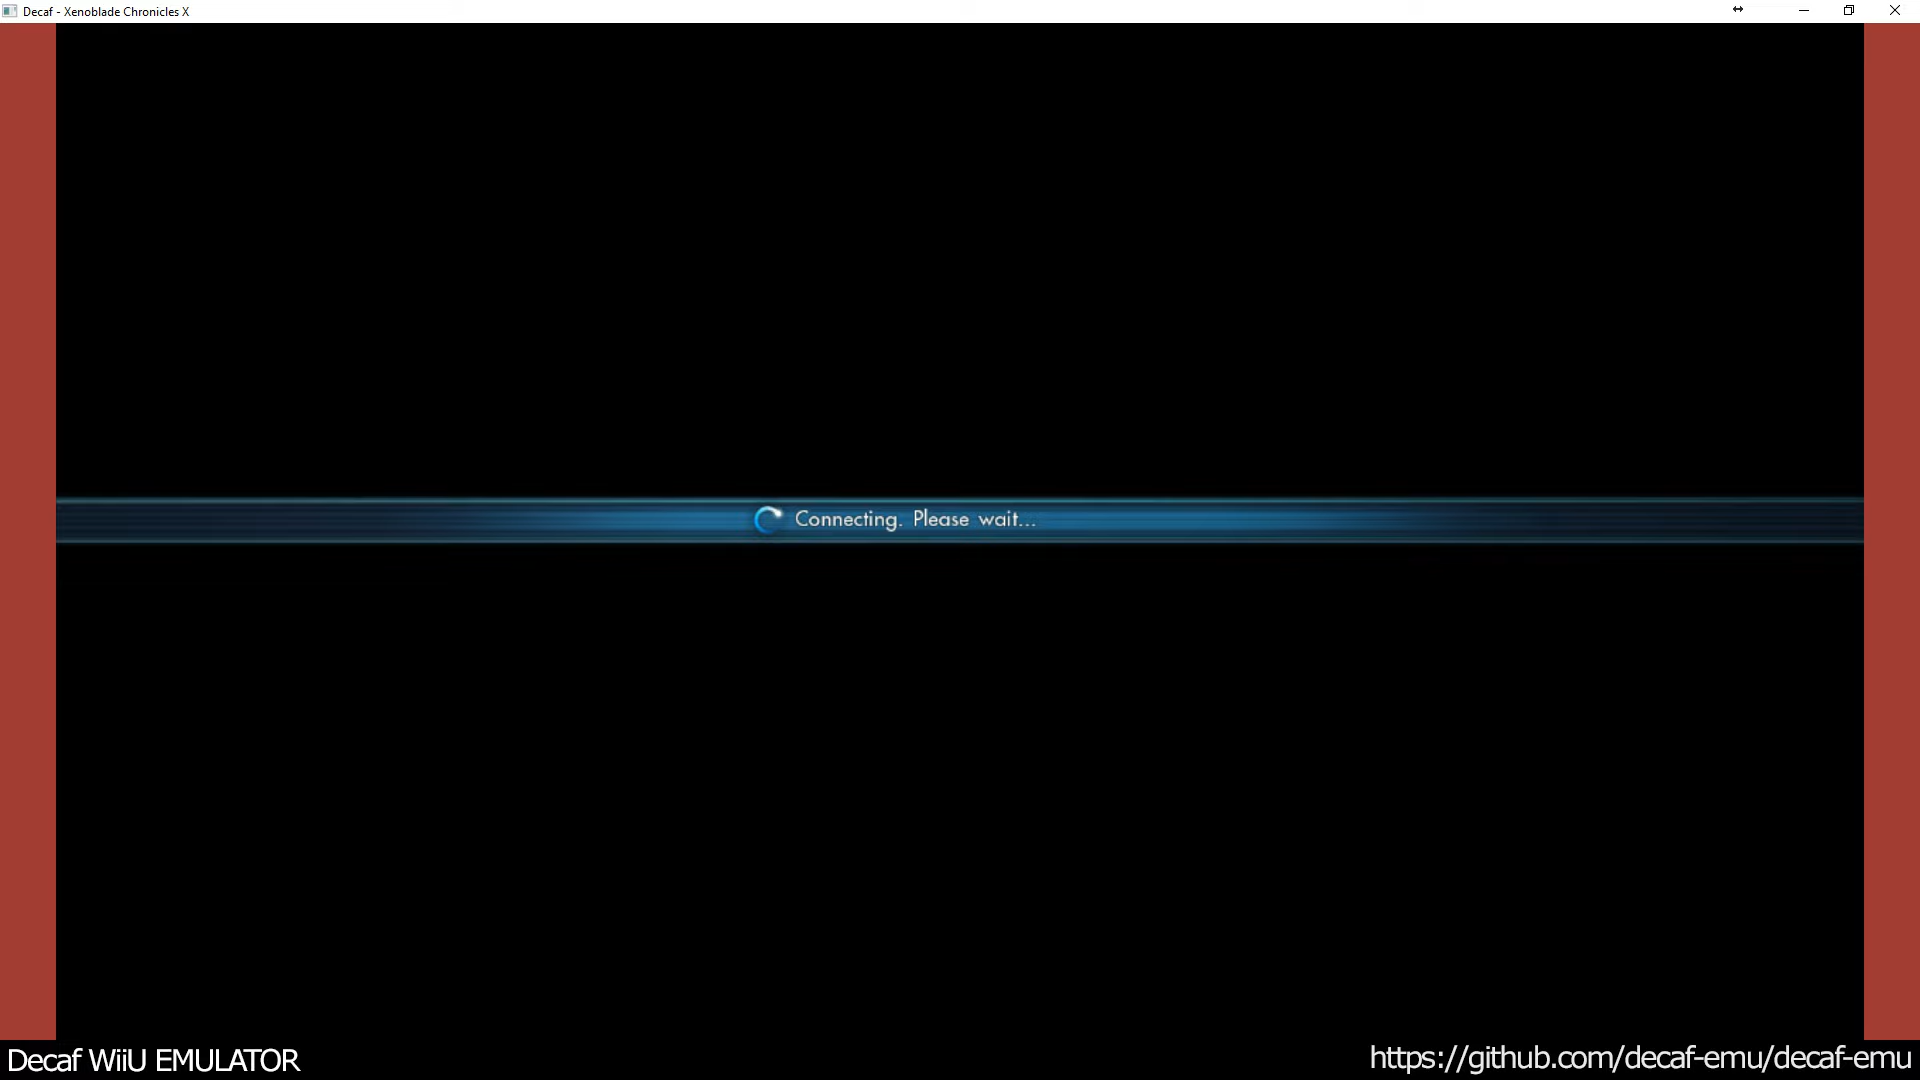 Decaf - Xenoblade Chronicles X
Connecting. Please wait...
Decaf WiiU EMULATOR
https://github.com/decaf-emu/decaf-emu